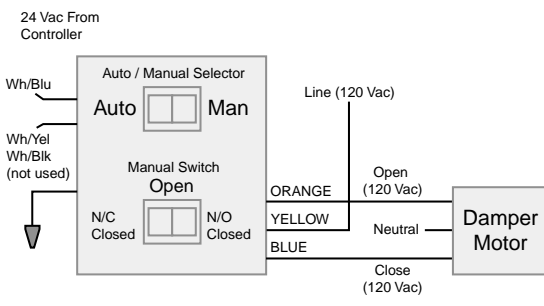 24 Vac From
Controller
Wh/Blu
Wh/Yel
Wh/Blk
(not used)
Auto / Manual Selector
Auto
Man
Manual Switch
Open
N/C
Closed
N/O
Closed
Line (120 Vac)
ORANGE
YELLOW
BLUE
Open
(120 Vac)
Neutral
Close
(120 Vac)
Damper
Motor